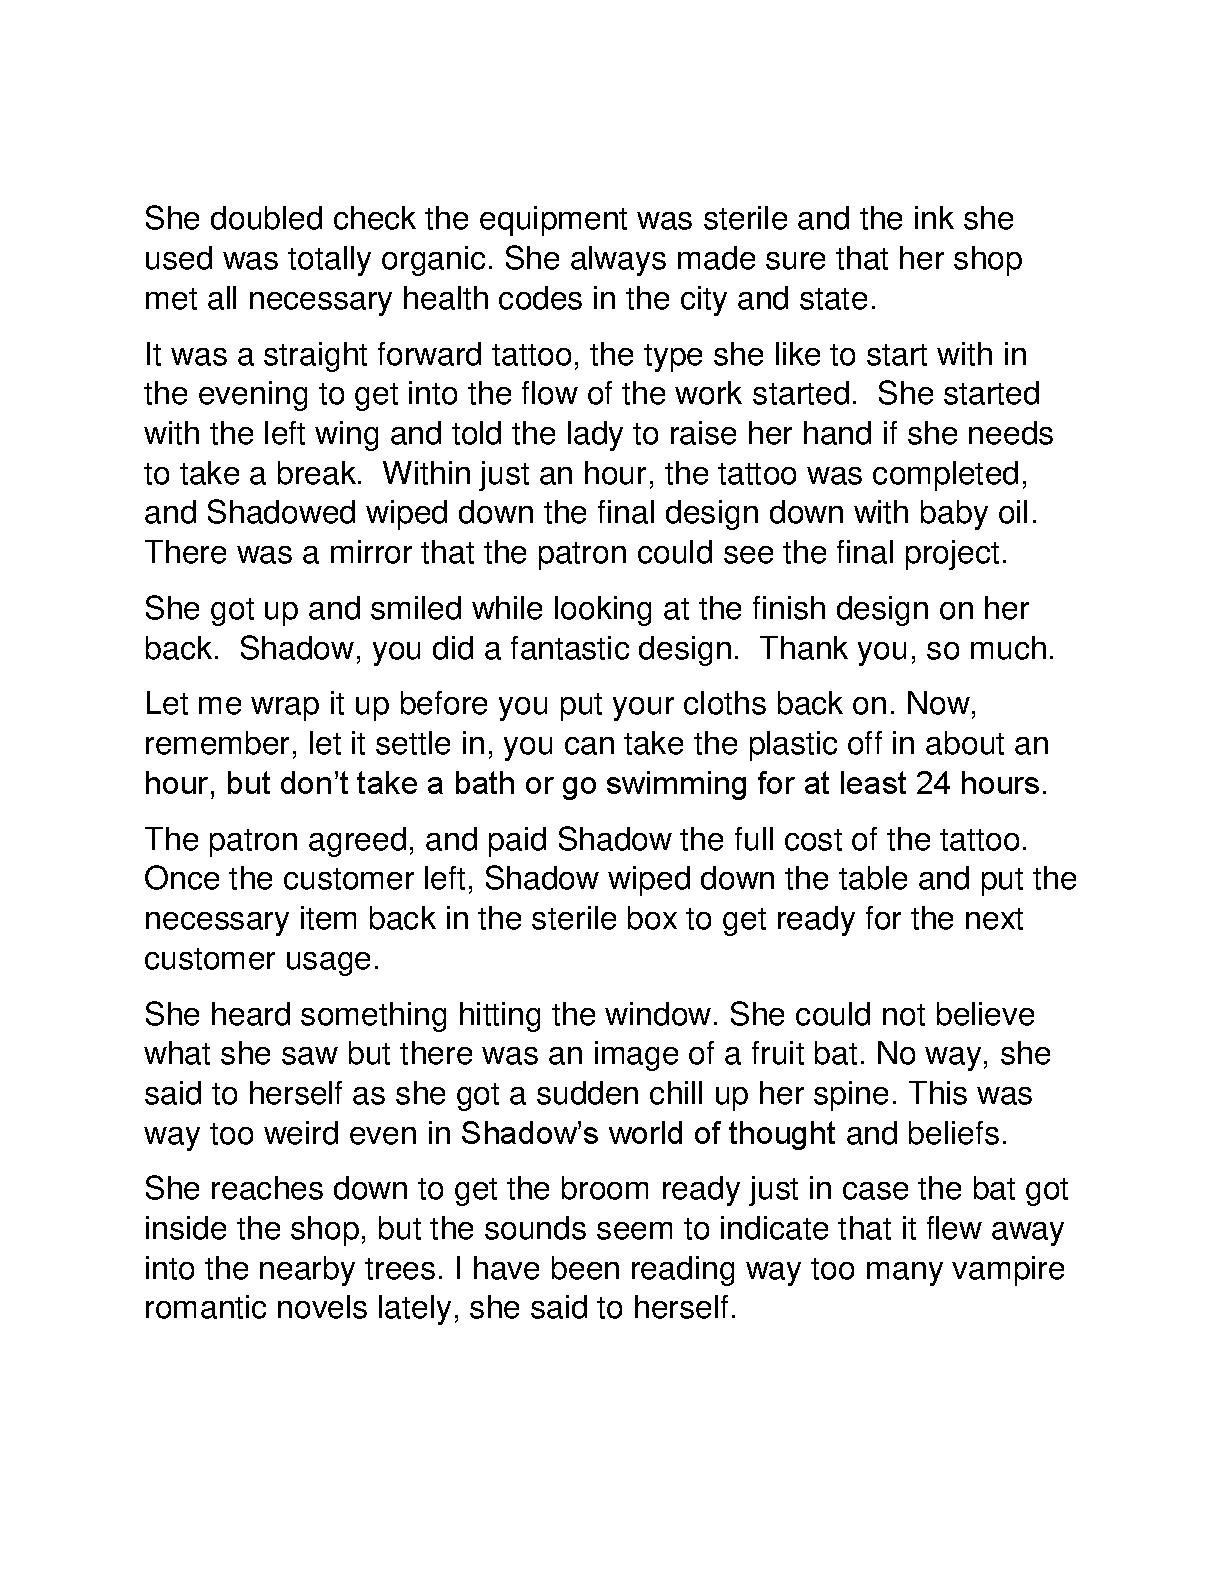 She doubled check the equipment was sterile and the ink she
used was totally organic. She always made sure that her shop
met all necessary health codes in the city and state.
It was a straight forward tattoo, the type she like to start with in
the evening to get into the flow of the work started.  She started
with the left wing and told the lady to raise her hand if she needs
to take a break.  Within just an hour, the tattoo was completed,
and Shadowed wiped down the final design down with baby oil.
There was a mirror that the patron could see the final project.
She got up and smiled while looking at the finish design on her
back.  Shadow, you did a fantastic design.  Thank you, so much.
Let me wrap it up before you put your cloths back on. Now,
remember, let it settle in, you can take the plastic off in about an
hour, but don’t take a bath or go swimming for at least 24 hours.
The patron agreed, and paid Shadow the full cost of the tattoo.
Once the customer left, Shadow wiped down the table and put the
necessary item back in the sterile box to get ready for the next
customer usage.
She heard something hitting the window. She could not believe
what she saw but there was an image of a fruit bat. No way, she
said to herself as she got a sudden chill up her spine. This was
way too weird even in Shadow’s world of thought and beliefs.
She reaches down to get the broom ready just in case the bat got
inside the shop, but the sounds seem to indicate that it flew away
into the nearby trees. I have been reading way too many vampire
romantic novels lately, she said to herself.